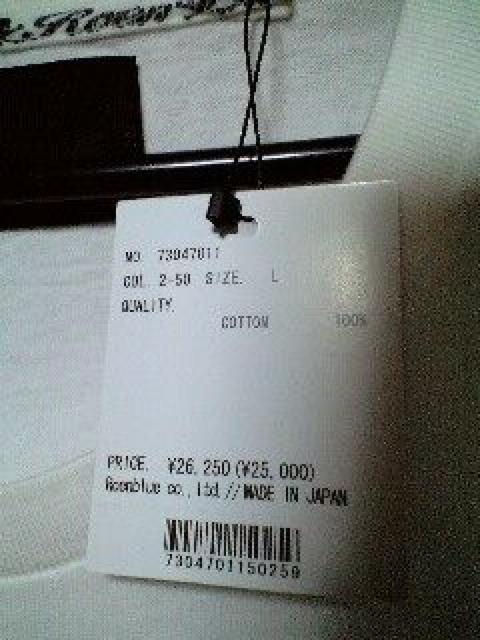 NO. 73047011
COL 2-50 SIZE. L
QUALITY.
COTTON 100%
PRICE. ¥26,250(¥25,000)
Roenblue co., ltd.//MADE IN JAPAN
7304701150259